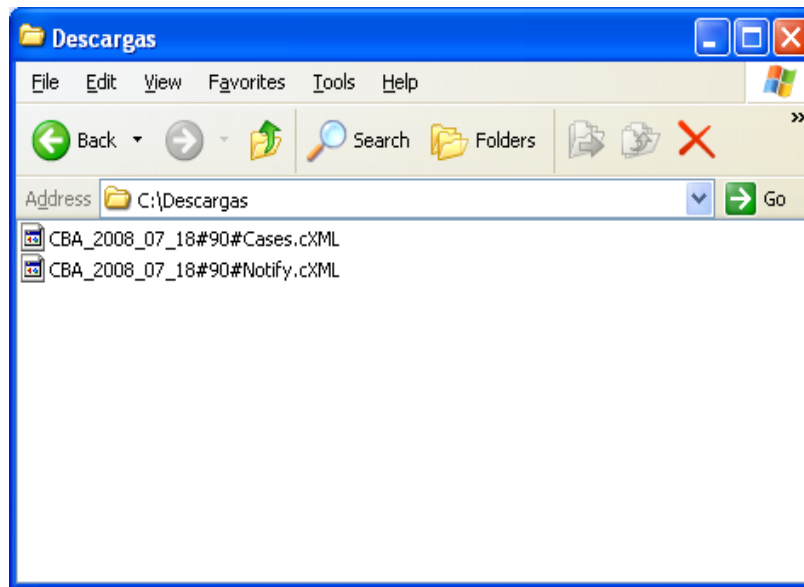 Descargas
File Edit View Favorites Tools Help
Back Search Folders »
Address C:\Descargas Go
CBA_2008_07_18#90#Cases.cXML
CBA_2008_07_18#90#Notify.cXML